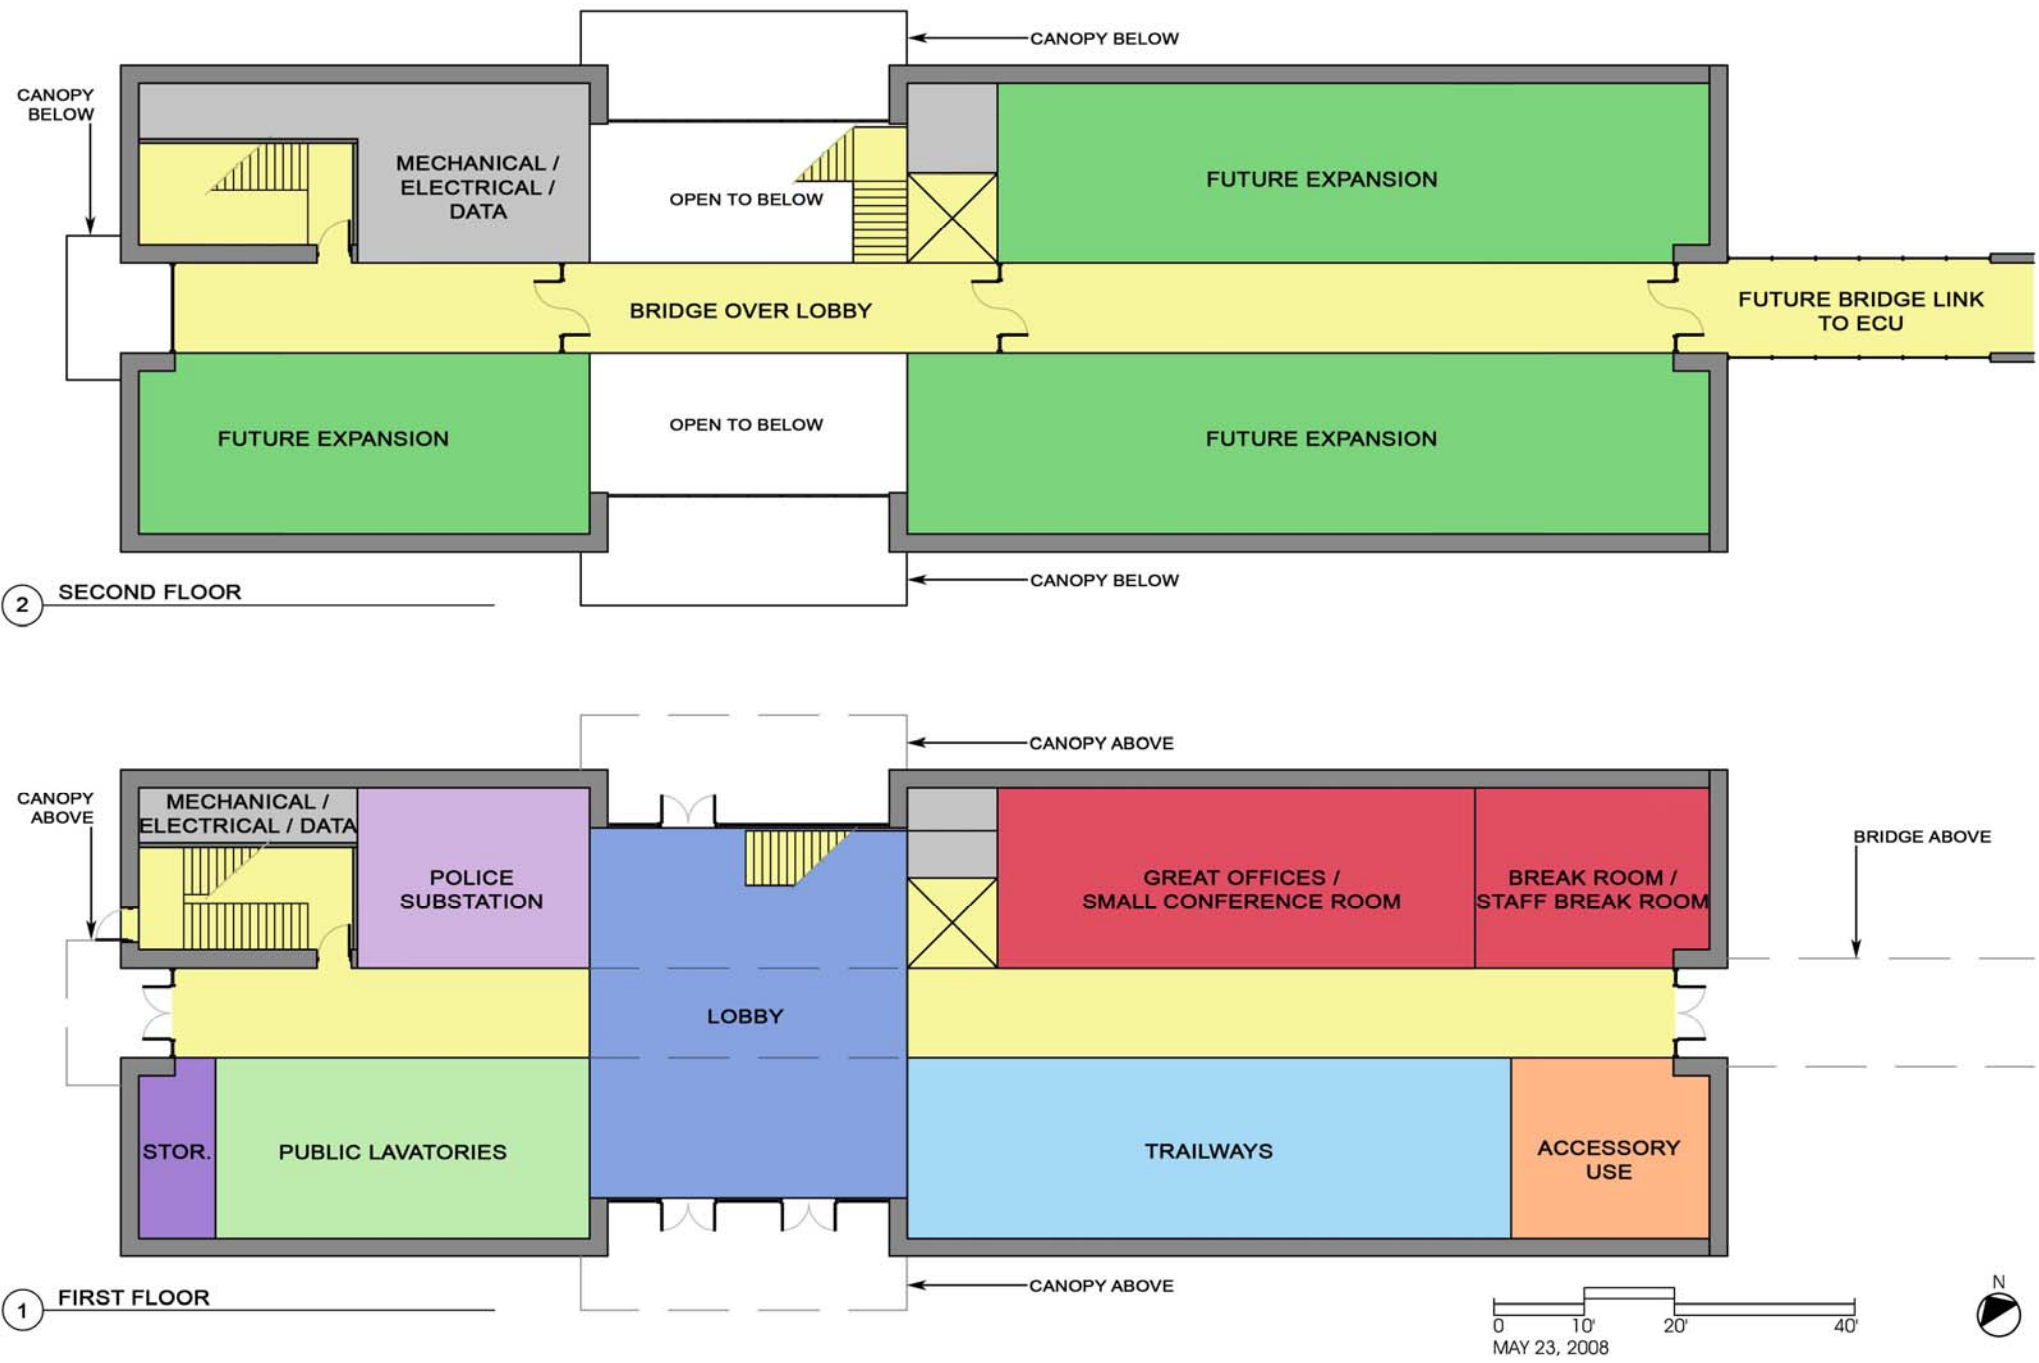 CANOPY BELOW
CANOPY
BELOW
MECHANICAL /
ELECTRICAL /
DATA
OPEN TO BELOW
FUTURE EXPANSION
BRIDGE OVER LOBBY
FUTURE BRIDGE LINK
TO ECU
FUTURE EXPANSION
OPEN TO BELOW
FUTURE EXPANSION
CANOPY BELOW
2 SECOND FLOOR
CANOPY ABOVE
CANOPY
ABOVE
MECHANICAL /
ELECTRICAL / DATA
POLICE
SUBSTATION
GREAT OFFICES /
SMALL CONFERENCE ROOM
BREAK ROOM /
STAFF BREAK ROOM
BRIDGE ABOVE
LOBBY
STOR.
PUBLIC LAVATORIES
TRAILWAYS
ACCESSORY
USE
CANOPY ABOVE
1 FIRST FLOOR
0 10' 20' 40'
MAY 23, 2008
N